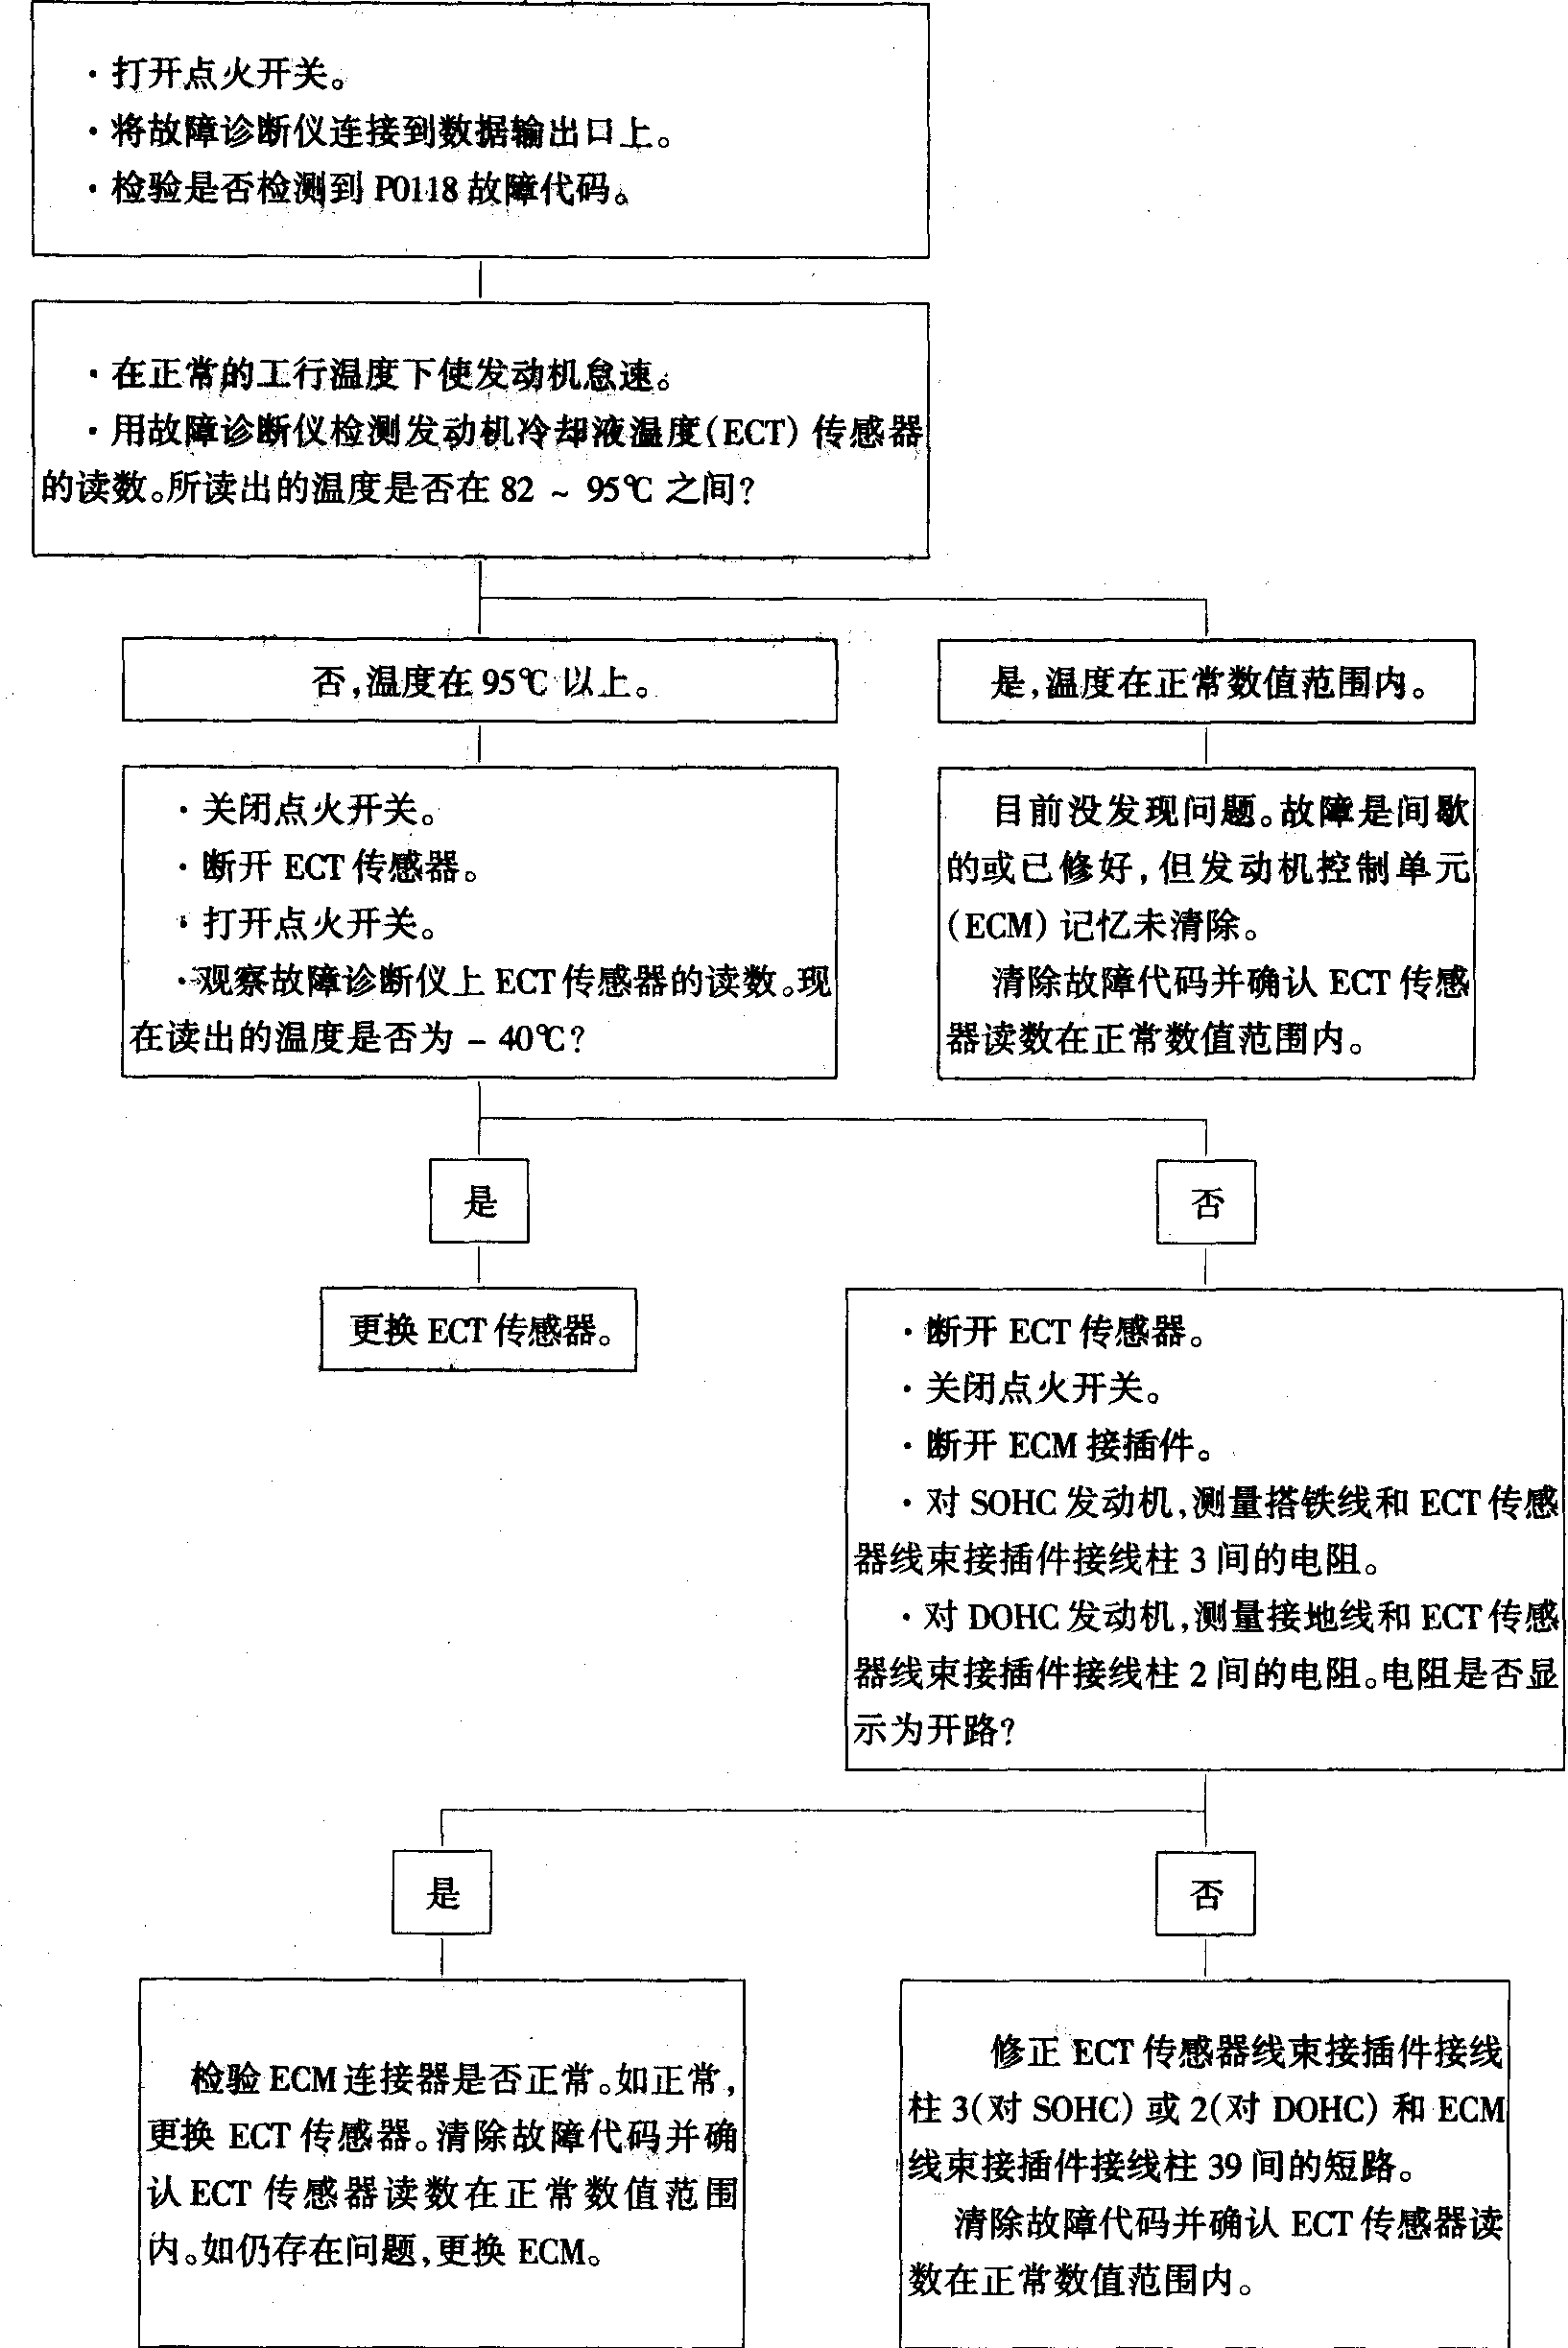 ·打开点火开关。
·将故障诊断仪连接到数据输出口上。
·检验是否检测到 P0118 故障代码。
·在正常的工行温度下使发动机怠速。
·用故障诊断仪检测发动机冷却液温度(ECT)传感器
的读数。所读出的温度是否在 82 ~ 95℃ 之间?
否,温度在 95℃ 以上。
是,温度在正常数值范围内。
·关闭点火开关。
·断开 ECT 传感器。
·打开点火开关。
·观察故障诊断仪上 ECT 传感器的读数。现
在读出的温度是否为 - 40℃?
目前没发现问题。故障是间歇
的或已修好,但发动机控制单元
(ECM)记忆未清除。
清除故障代码并确认 ECT 传感
器读数在正常数值范围内。
是
否
更换 ECT 传感器。
·断开 ECT 传感器。
·关闭点火开关。
·断开 ECM 接插件。
·对 SOHC 发动机,测量搭铁线和 ECT 传感
器线束接插件接线柱 3 间的电阻。
·对 DOHC 发动机,测量接地线和 ECT 传感
器线束接插件接线柱 2 间的电阻。电阻是否显
示为开路?
是
否
检验 ECM 连接器是否正常。如正常,
更换 ECT 传感器。清除故障代码并确
认 ECT 传感器读数在正常数值范围
内。如仍存在问题,更换 ECM。
修正 ECT 传感器线束接插件接线
柱 3(对 SOHC)或 2(对 DOHC)和 ECM
线束接插件接线柱 39 间的短路。
清除故障代码并确认 ECT 传感器读
数在正常数值范围内。